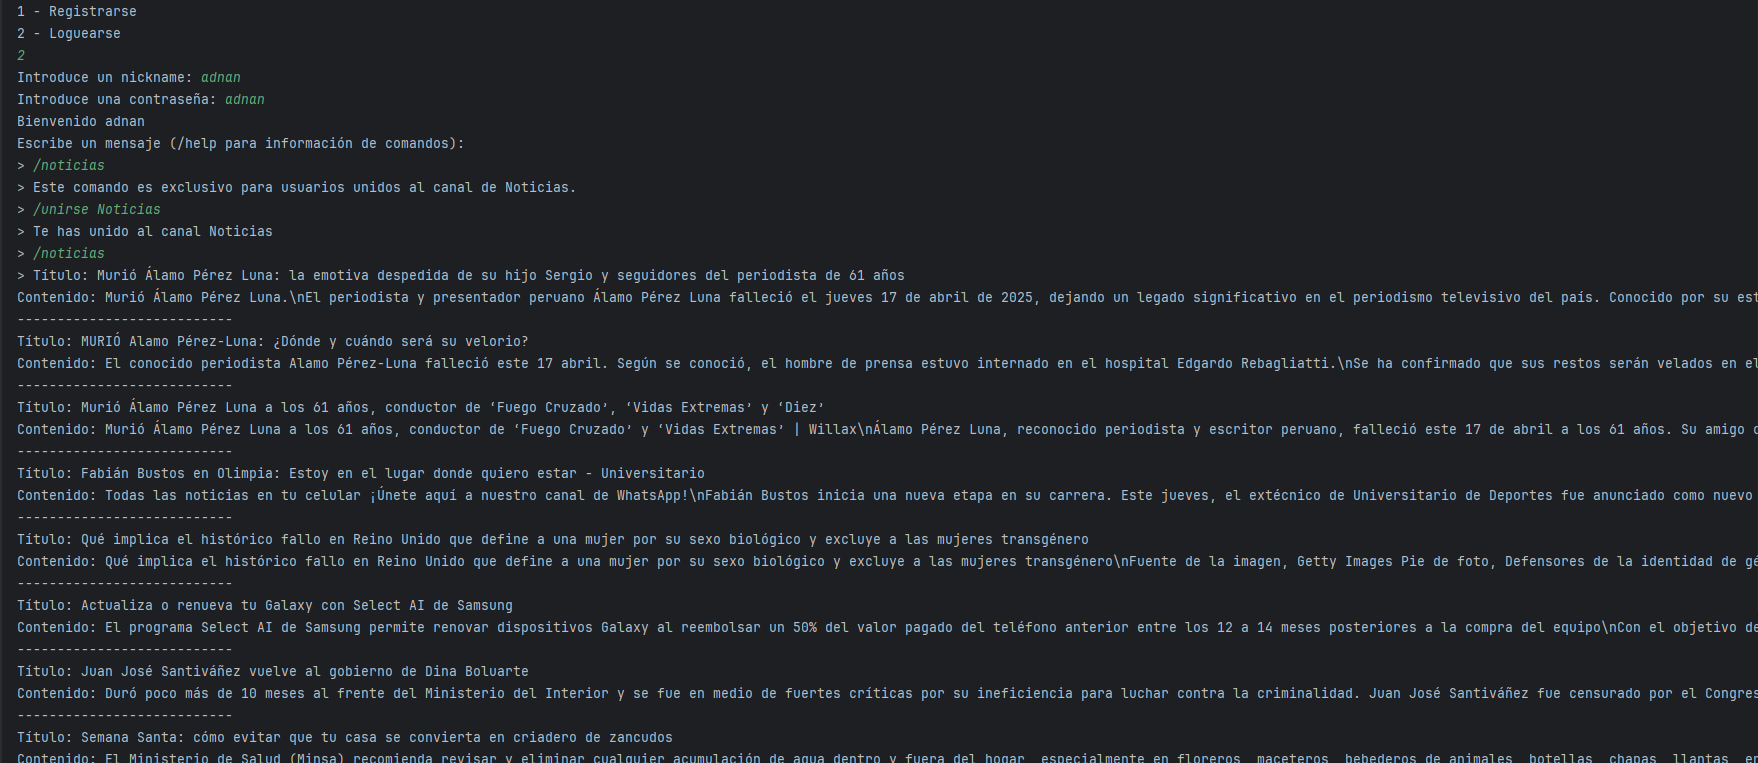 1 - Registrarse
2 - Loguearse
2
Introduce un nickname: adnan
Introduce una contraseña: adnan
Bienvenido adnan
Escribe un mensaje (/help para información de comandos):
> /noticias
> Este comando es exclusivo para usuarios unidos al canal de Noticias.
> /unirse Noticias
> Te has unido al canal Noticias
> /noticias
> Título: Murió Álamo Pérez Luna: la emotiva despedida de su hijo Sergio y seguidores del periodista de 61 años
Contenido: Murió Álamo Pérez Luna.\nEl periodista y presentador peruano Álamo Pérez Luna falleció el jueves 17 de abril de 2025, dejando un legado significativo en el periodismo televisivo del país. Conocido por su est
---------------------------
Título: MURIÓ Alamo Pérez-Luna: ¿Dónde y cuándo será su velorio?
Contenido: El conocido periodista Alamo Pérez-Luna falleció este 17 abril. Según se conoció, el hombre de prensa estuvo internado en el hospital Edgardo Rebagliatti.\nSe ha confirmado que sus restos serán velados en el
---------------------------
Título: Murió Álamo Pérez Luna a los 61 años, conductor de ‘Fuego Cruzado’, ‘Vidas Extremas’ y ‘Diez’
Contenido: Murió Álamo Pérez Luna a los 61 años, conductor de ‘Fuego Cruzado’ y ‘Vidas Extremas’ | Willax\nÁlamo Pérez Luna, reconocido periodista y escritor peruano, falleció este 17 de abril a los 61 años. Su amigo
---------------------------
Título: Fabián Bustos en Olimpia: Estoy en el lugar donde quiero estar - Universitario
Contenido: Todas las noticias en tu celular ¡Únete aquí a nuestro canal de WhatsApp!\nFabián Bustos inicia una nueva etapa en su carrera. Este jueves, el extécnico de Universitario de Deportes fue anunciado como nuevo
---------------------------
Título: Qué implica el histórico fallo en Reino Unido que define a una mujer por su sexo biológico y excluye a las mujeres transgénero
Contenido: Qué implica el histórico fallo en Reino Unido que define a una mujer por su sexo biológico y excluye a las mujeres transgénero\nFuente de la imagen, Getty Images Pie de foto, Defensores de la identidad de gé
---------------------------
Título: Actualiza o renueva tu Galaxy con Select AI de Samsung
Contenido: El programa Select AI de Samsung permite renovar dispositivos Galaxy al reembolsar un 50% del valor pagado del teléfono anterior entre los 12 a 14 meses posteriores a la compra del equipo\nCon el objetivo de
---------------------------
Título: Juan José Santiváñez vuelve al gobierno de Dina Boluarte
Contenido: Duró poco más de 10 meses al frente del Ministerio del Interior y se fue en medio de fuertes críticas por su ineficiencia para luchar contra la criminalidad. Juan José Santiváñez fue censurado por el Congres
---------------------------
Título: Semana Santa: cómo evitar que tu casa se convierta en criadero de zancudos
Contenido: El Ministerio de Salud (Minsa) recomienda revisar y eliminar cualquier acumulación de agua dentro y fuera del hogar, especialmente en floreros, maceteros, bebederos de animales, botellas, chapas, llantas, en